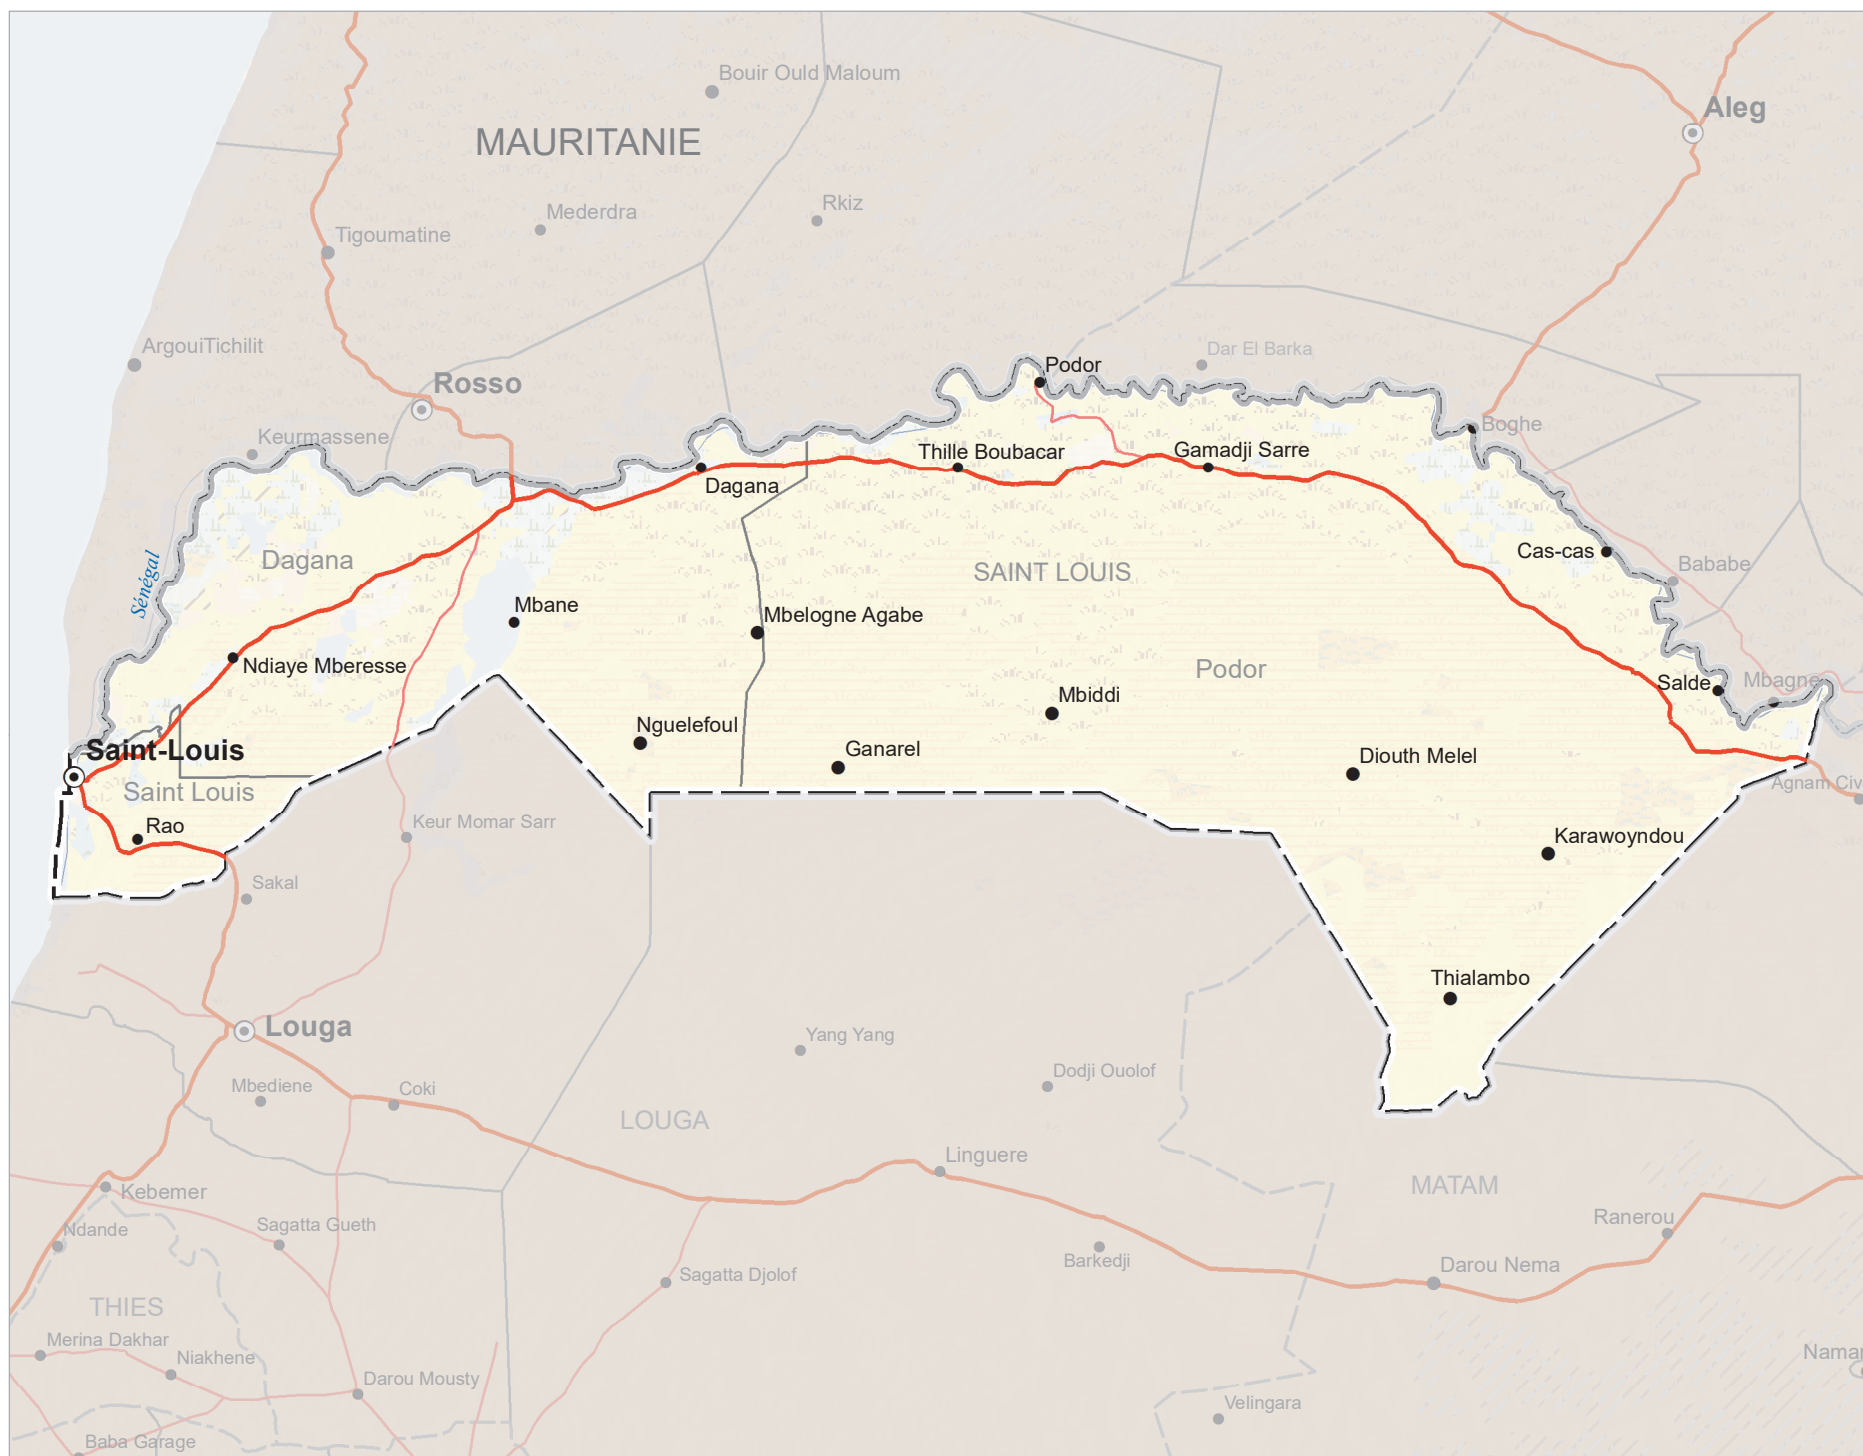 Bouir Ould Maloum
Aleg
MAURITANIE
Rkiz
Mederdra
Tigoumatine
ArgouiTichilit
Dar El Barka
Podor
Rosso
Keurmassene
Boghe
Thille Boubacar
Gamadji Sarre
Dagana
Cas-cas
Dagana
Bababe
SAINT LOUIS
Sénégal
Mbane
Mbelogne Agabe
Ndiaye Mberesse
Podor
Salde
Mbagne
Mbiddi
Nguelefoul
Saint-Louis
Ganarel
Diouth Melel
Agnam Civ
Saint Louis
Rao
Keur Momar Sarr
Karawoyndou
Sakal
Thialambo
Louga
Yang Yang
Dodji Ouolof
Mbediene
Coki
LOUGA
Linguere
MATAM
Kebemer
Ranerou
Ndande
Sagatta Gueth
Barkedji
Darou Nema
Sagatta Djolof
THIES
Merina Dakhar
Niakhene
Namar
Darou Mousty
Velingara
Baba Garage